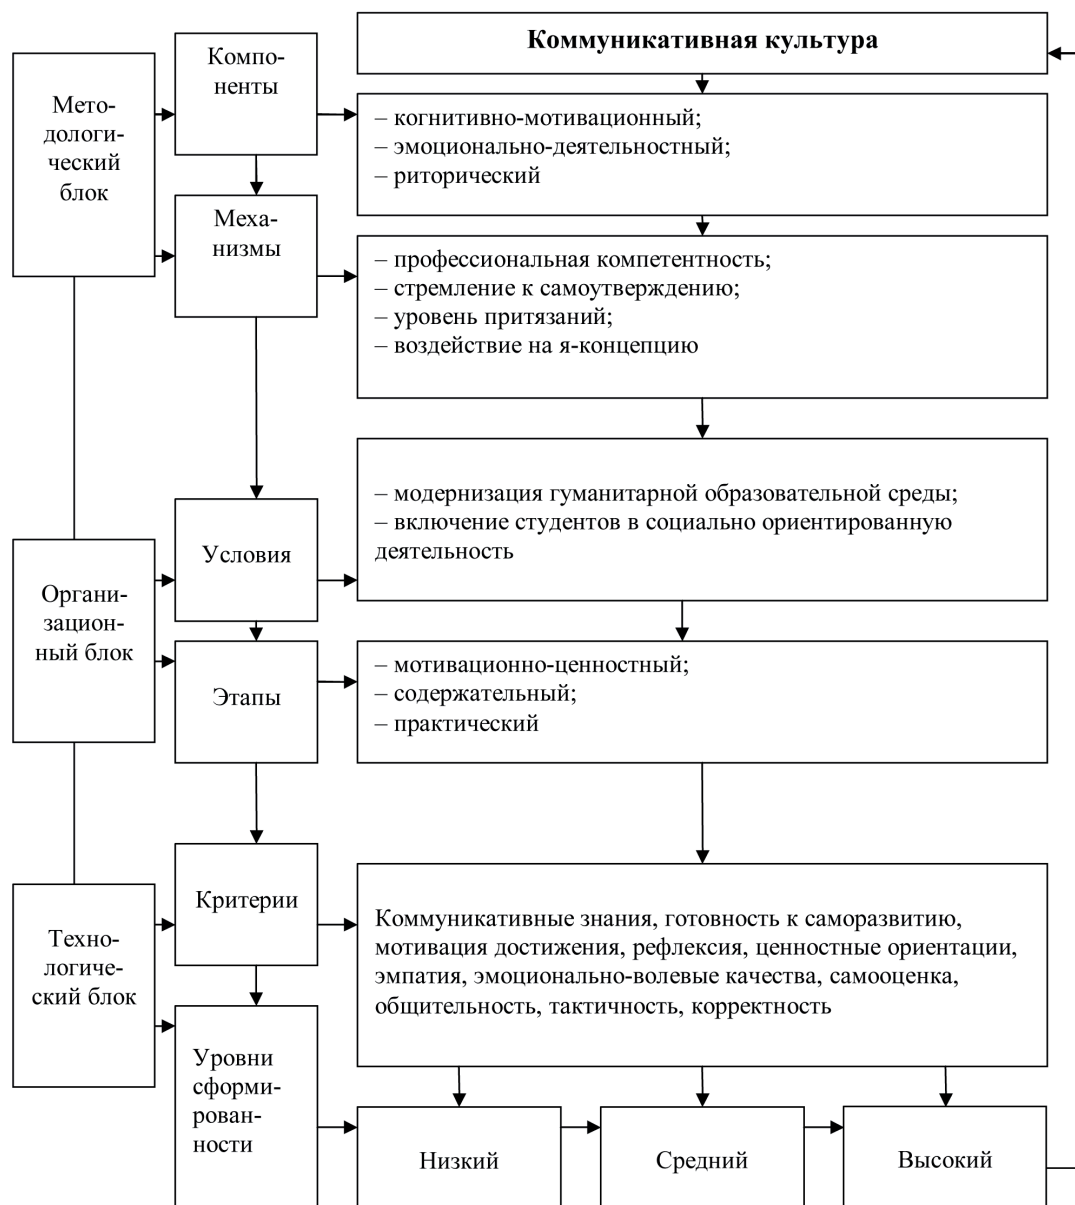 Коммуникативная культура
Мето-
дологи-
ческий
блок
Компо-
ненты
– когнитивно-мотивационный;
– эмоционально-деятельностный;
– риторический
Меха-
низмы
– профессиональная компетентность;
– стремление к самоутверждению;
– уровень притязаний;
– воздействие на я-концепцию
Органи-
зацион-
ный блок
Условия
– модернизация гуманитарной образовательной среды;
– включение студентов в социально ориентированную
деятельность
Этапы
– мотивационно-ценностный;
– содержательный;
– практический
Техно-
логиче-
ский блок
Критерии
Коммуникативные знания, готовность к саморазвитию,
мотивация достижения, рефлексия, ценностные ориентации,
эмпатия, эмоционально-волевые качества, самооценка,
общительность, тактичность, корректность
Уровни
сформи-
рован-
ности
Низкий
Средний
Высокий